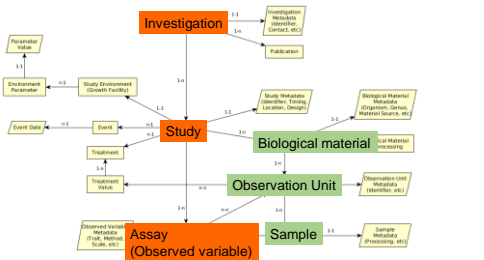 Investigation
1-1
Investigation
Metadata
(Identifier,
Contact, etc)
1-n
Publication
Parameter
Value
1-1
Environment
Parameter
n-1
Study Environment
(Growth Facility)
1-n
1-1
Study Metadata
(Identifier, Timing,
Location, Design)
1-1
Biological Material
Metadata
(Organism, Genus,
Material Source, etc)
1-1
Event Date
n-1
Event
n-1
Study
1-n
Biological material
Material
Processing
Treatment
n-1
1-n
1-n
Treatment
Value
n-n
Observation Unit
Observation Unit
Metadata
(Identifier, etc)
1-n
n-n
1-n
Observed Variable
Metadata
(Trait, Method,
Scale, etc)
Assay
(Observed variable)
Sample
1-1
Sample
Metadata
(Processing, etc)